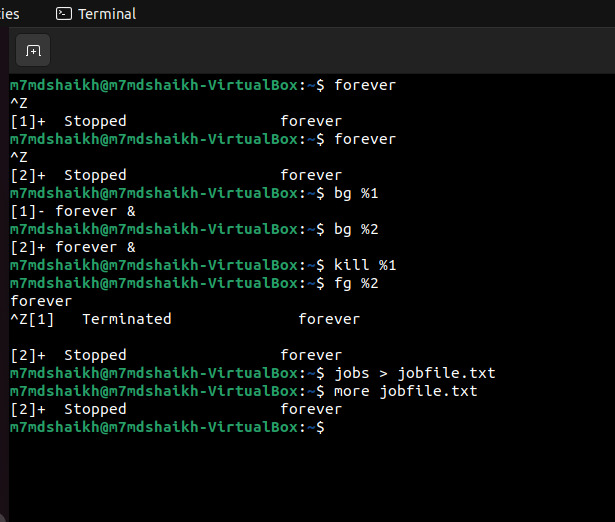 ies
Terminal
m7mdshaikh@m7mdshaikh-VirtualBox:~$ forever
^Z
[1]+  Stopped                 forever
m7mdshaikh@m7mdshaikh-VirtualBox:~$ forever
^Z
[2]+  Stopped                 forever
m7mdshaikh@m7mdshaikh-VirtualBox:~$ bg %1
[1]- forever &
m7mdshaikh@m7mdshaikh-VirtualBox:~$ bg %2
[2]+ forever &
m7mdshaikh@m7mdshaikh-VirtualBox:~$ kill %1
m7mdshaikh@m7mdshaikh-VirtualBox:~$ fg %2
forever
^Z[1]   Terminated              forever
[2]+  Stopped                 forever
m7mdshaikh@m7mdshaikh-VirtualBox:~$ jobs > jobfile.txt
m7mdshaikh@m7mdshaikh-VirtualBox:~$ more jobfile.txt
[2]+  Stopped                 forever
m7mdshaikh@m7mdshaikh-VirtualBox:~$